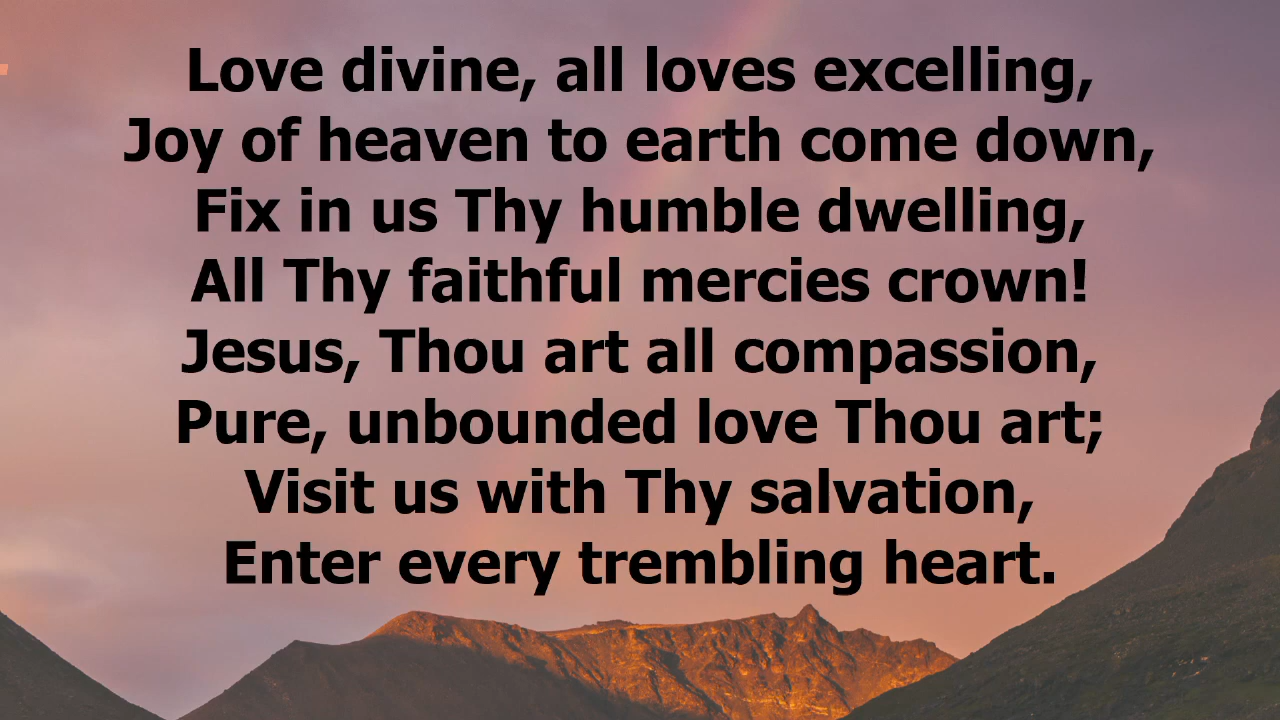 Love divine, all loves excelling,
Joy of heaven to earth come down,
Fix in us Thy humble dwelling,
All Thy faithful mercies crown!
Jesus, Thou art all compassion,
Pure, unbounded love Thou art;
Visit us with Thy salvation,
Enter every trembling heart.